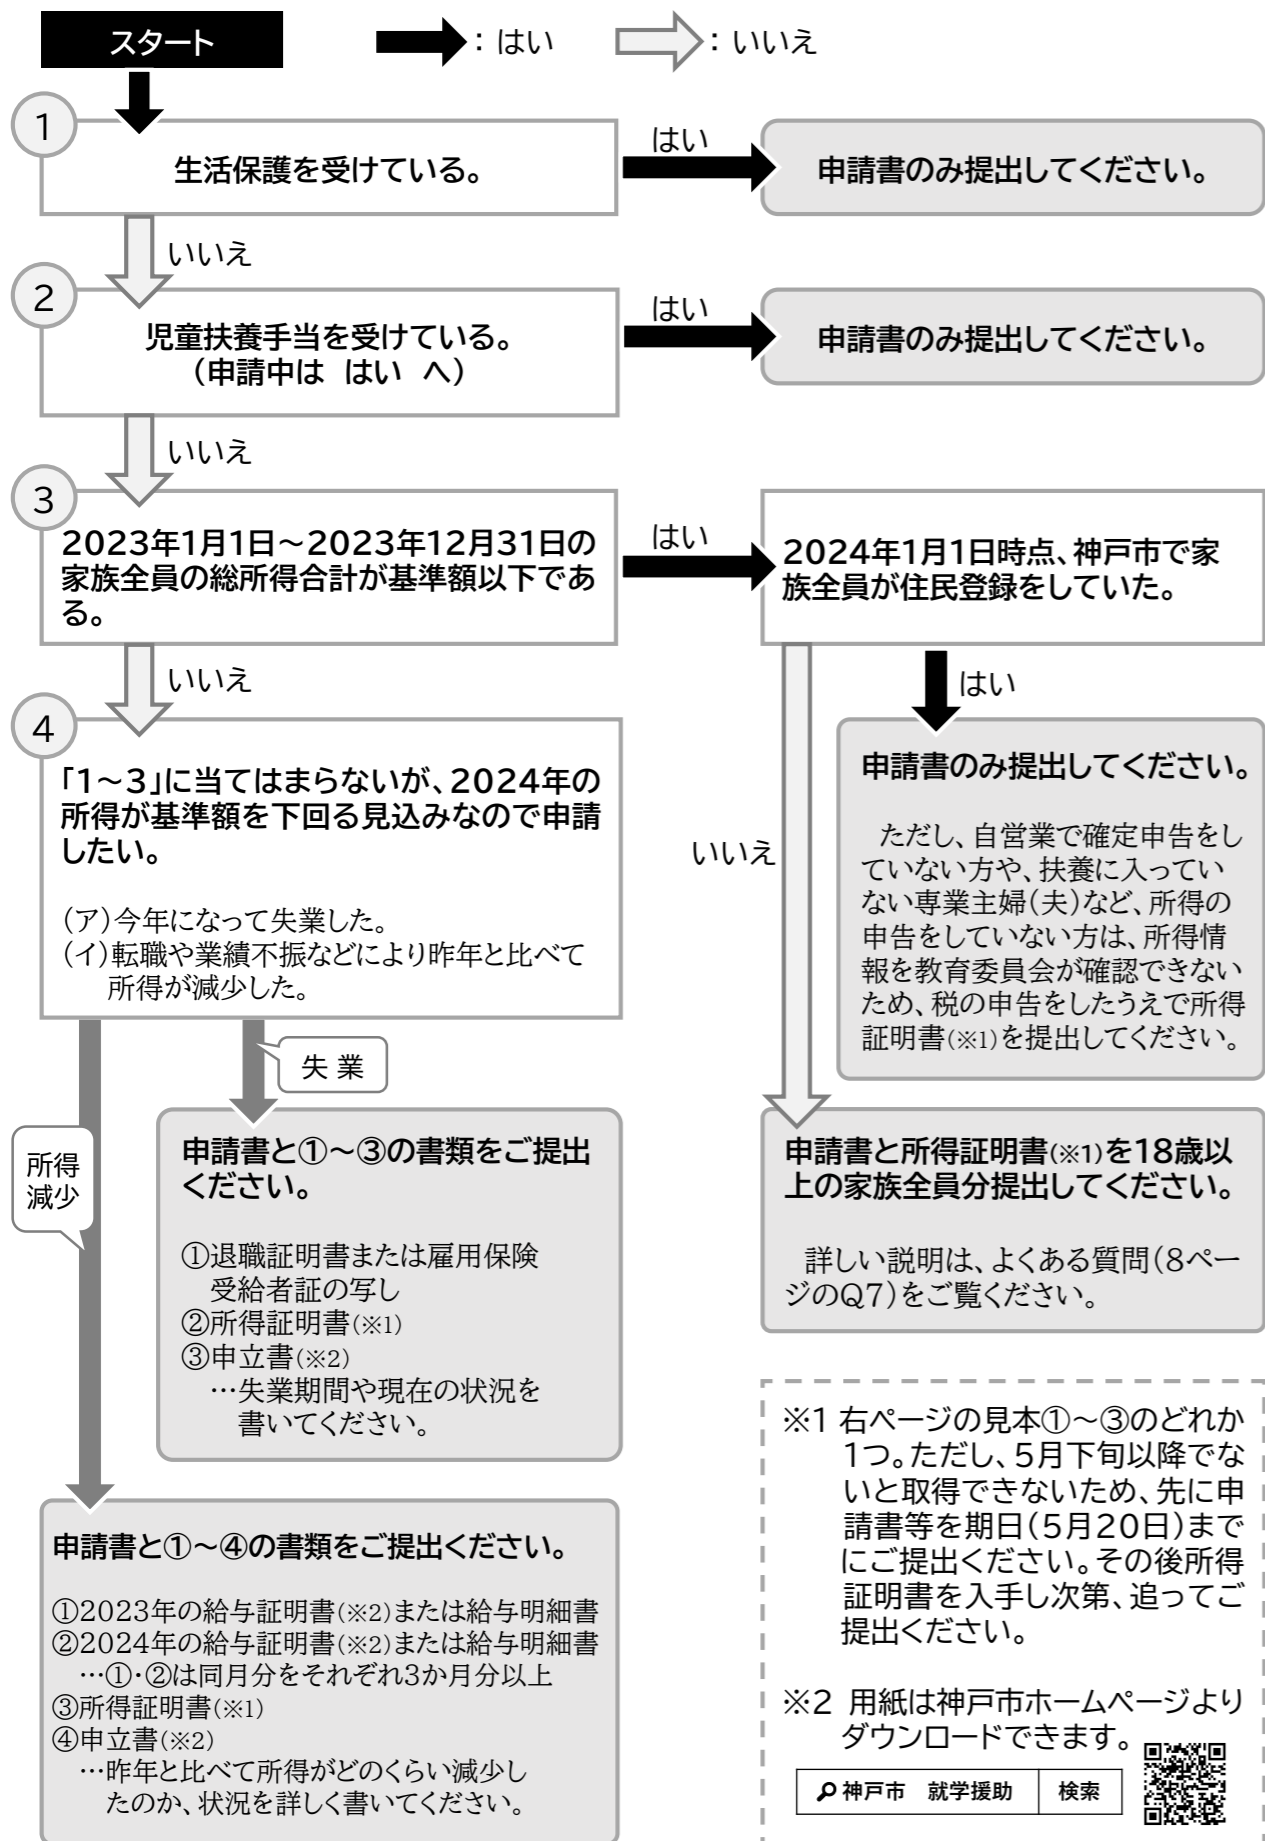 スタート
：はい
：いいえ
1
生活保護を受けている。
はい
申請書のみ提出してください。
いいえ
2
児童扶養手当を受けている。
（申請中は はい へ）
はい
申請書のみ提出してください。
いいえ
3
2023年1月1日～2023年12月31日の
家族全員の総所得合計が基準額以下であ
る。
はい
2024年1月1日時点、神戸市で家
族全員が住民登録をしていた。
いいえ
はい
4
「1～3」に当てはまらないが、2024年の
所得が基準額を下回る見込みなので申請
したい。
（ア）今年になって失業した。
（イ）転職や業績不振などにより昨年と比べて
所得が減少した。
いいえ
申請書のみ提出してください。
ただし、自営業で確定申告をし
ていない方や、扶養に入ってい
ない専業主婦（夫）など、所得の
申告をしていない方は、所得情
報を教育委員会が確認できない
ため、税の申告をしたうえで所得
証明書(※1)を提出してください。
失業
所得
減少
申請書と①～③の書類をご提出
ください。
①退職証明書または雇用保険
受給者証の写し
②所得証明書(※1)
③申立書(※2)
…失業期間や現在の状況を
書いてください。
申請書と所得証明書(※1)を18歳以
上の家族全員分提出してください。
詳しい説明は、よくある質問（8ペー
ジのQ7）をご覧ください。
申請書と①～④の書類をご提出ください。
①2023年の給与証明書(※2)または給与明細書
②2024年の給与証明書(※2)または給与明細書
…①・②は同月分をそれぞれ3か月分以上
③所得証明書(※1)
④申立書(※2)
…昨年と比べて所得がどのくらい減少し
たのか、状況を詳しく書いてください。
※1 右ページの見本①～③のどれか
1つ。ただし、5月下旬以降でな
いと取得できないため、先に申
請書等を期日（5月20日）まで
にご提出ください。その後所得
証明書を入手し次第、追ってご
提出ください。
※2 用紙は神戸市ホームページより
ダウンロードできます。
神戸市 就学援助 検索